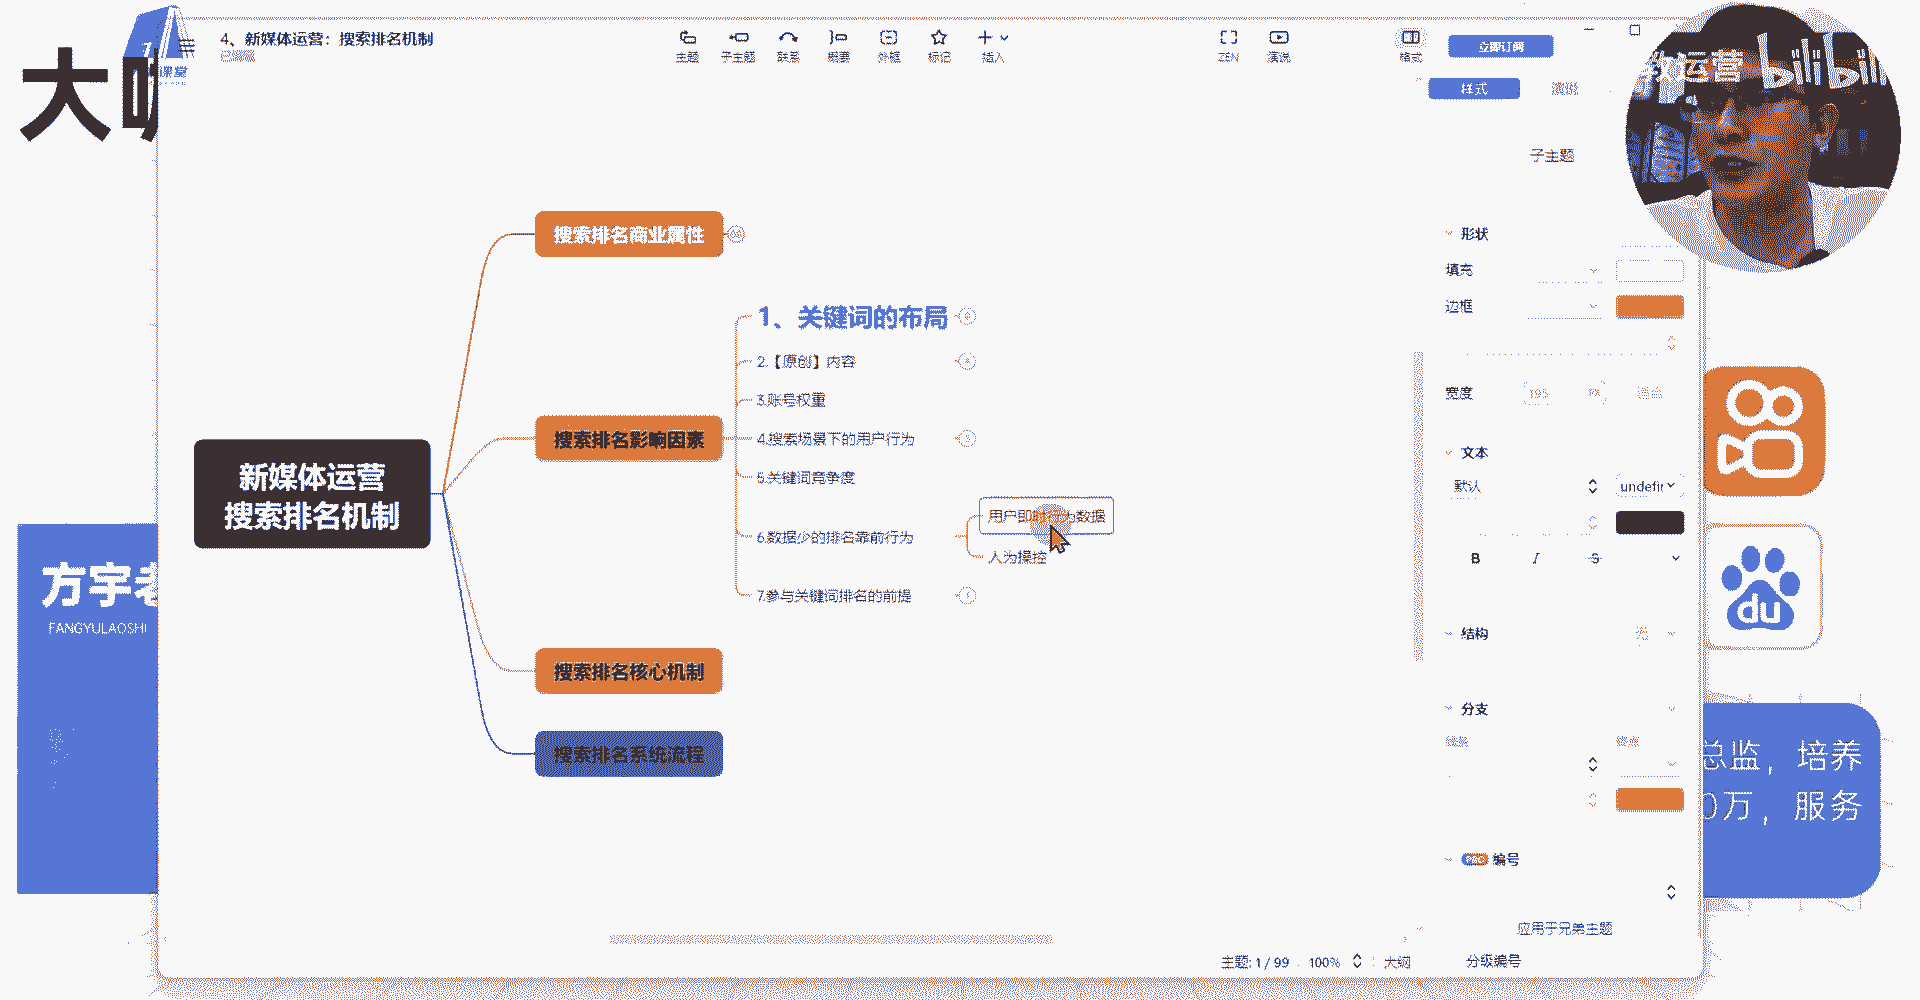 大
课堂
4、新媒体运营：搜索排名机制
主题
子主题
联系
概要
外框
标记
插入
ZEN
演说
格式
立即订阅
样式
演说
运营 bilibili
子主题
搜索排名商业属性
1、关键词的布局
2.【原创】内容
3.账号权重
搜索排名影响因素
4.搜索场景下的用户行为
5.关键词竞争度
用户即时行为数据
6.数据少的排名靠前行为
人为操控
7.参与关键词排名的前提
新媒体运营
搜索排名机制
搜索排名核心机制
搜索排名系统流程
形状
填充
边框
宽度
195
文本
默认
undefin
B I S
结构
分支
编号
应用于兄弟主题
分级编号
主题: 1 / 99
100%
大纲
方宇老
FANGYULAOSHI
du
总监，培养
0万，服务